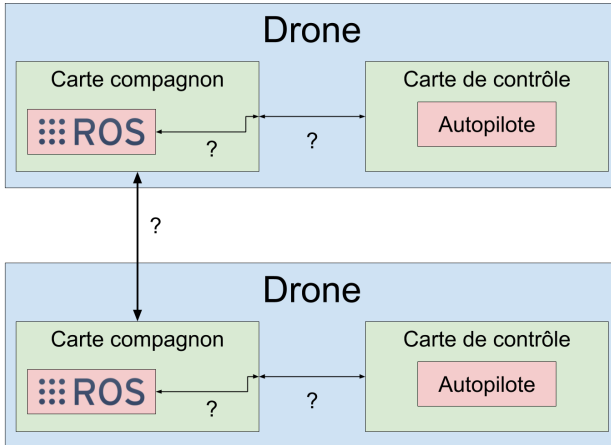 Drone
Carte compagnon
Carte de contrôle
ROS
Autopilote
?
?
?
Drone
Carte compagnon
Carte de contrôle
ROS
Autopilote
?
?